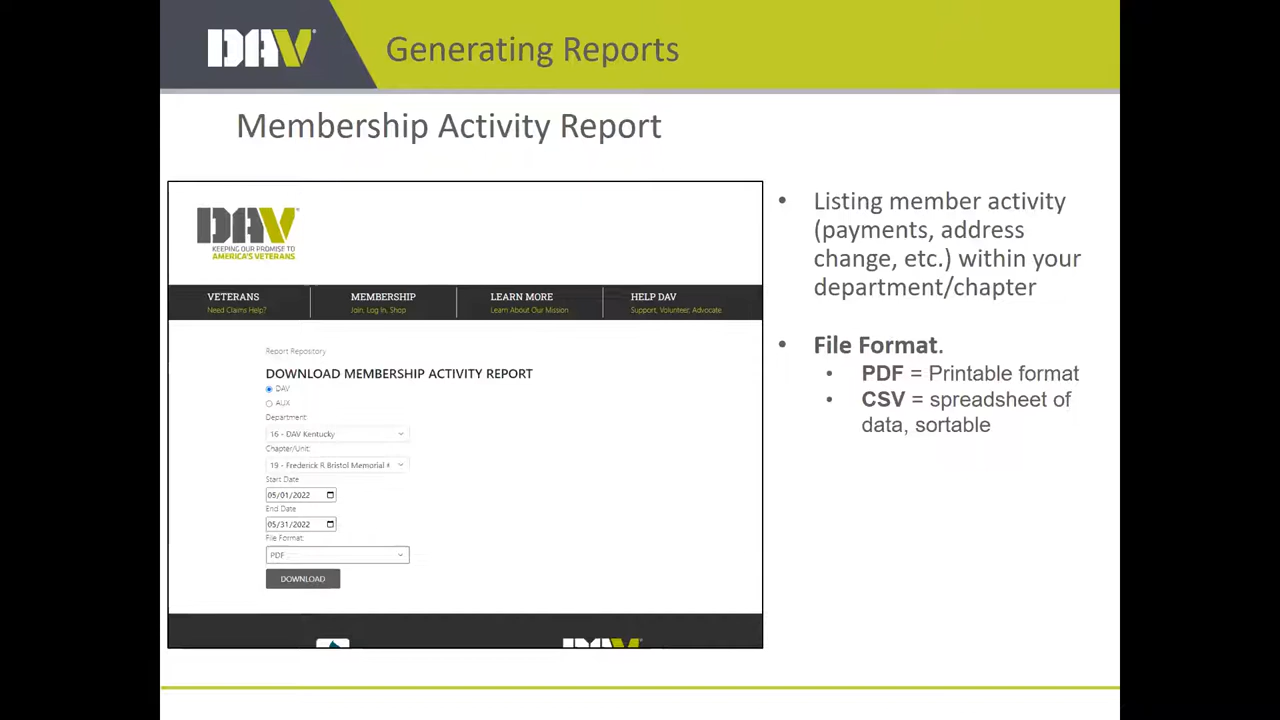 DAV
Generating Reports
Membership Activity Report
DAV
KEEPING OUR PROMISE TO
AMERICA'S VETERANS
VETERANS
Need Claims Help?
MEMBERSHIP
Join, Log In, Shop
LEARN MORE
Learn About Our Mission
HELP DAV
Support, Volunteer, Advocate.
Report Repository
DOWNLOAD MEMBERSHIP ACTIVITY REPORT
DAV
AUX
Department:
16 - DAV Kentucky
Chapter/Unit:
19 - Frederick R Bristol Memorial
Start Date
05/01/2022
End Date
05/31/2022
File Format:
PDF
DOWNLOAD
• Listing member activity
(payments, address
change, etc.) within your
department/chapter
• File Format.
• PDF = Printable format
• CSV = spreadsheet of
data, sortable